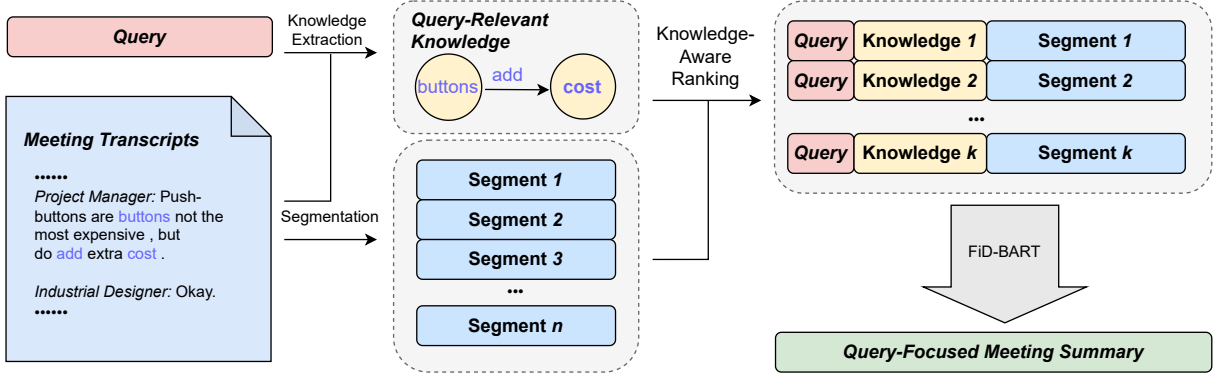 Query
Knowledge
Extraction
Query-Relevant
Knowledge
buttons
add
cost
Knowledge-
Aware
Ranking
Query Knowledge 1 Segment 1
Query Knowledge 2 Segment 2
...
Query Knowledge k Segment k
Meeting Transcripts
......
Project Manager: Push-
buttons are buttons not the
most expensive , but
do add extra cost .
Industrial Designer: Okay.
......
Segmentation
Segment 1
Segment 2
Segment 3
...
Segment n
FiD-BART
Query-Focused Meeting Summary